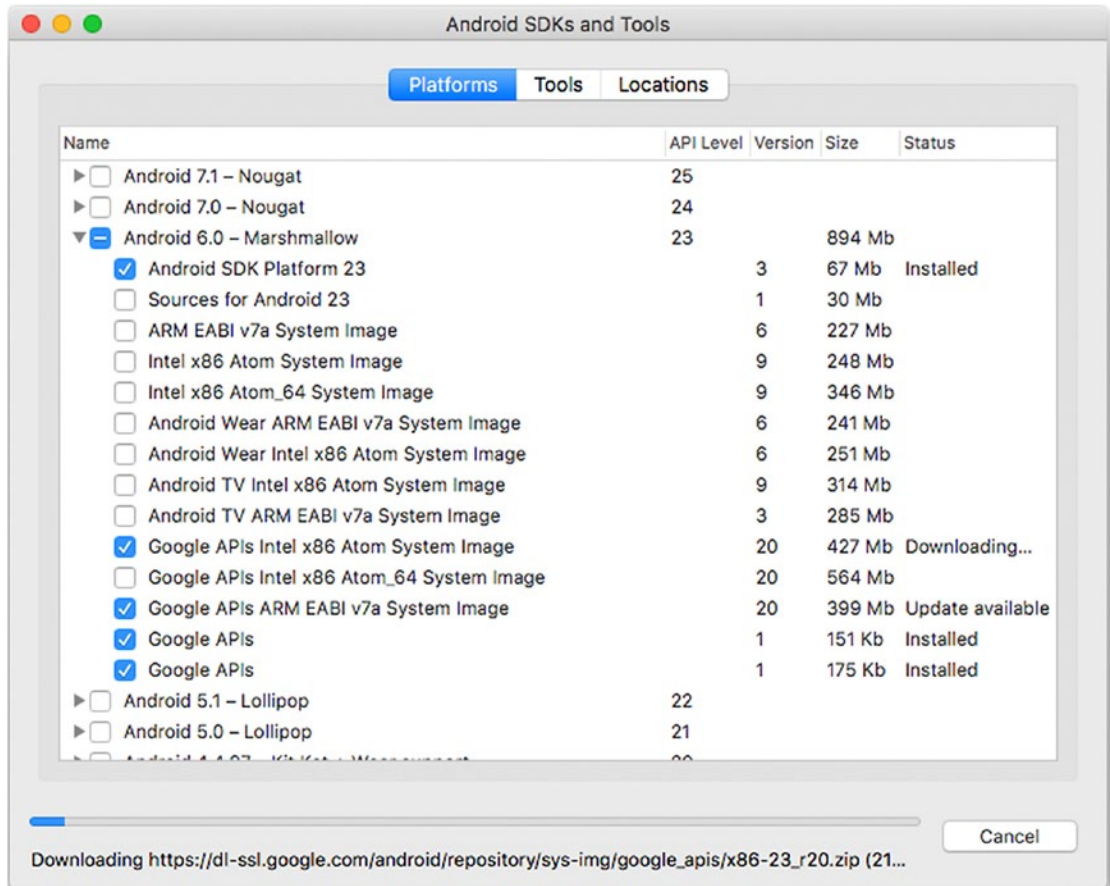 Android SDKs and Tools
Platforms Tools Locations
Name API Level Version Size Status
Android 7.1 – Nougat 25
Android 7.0 – Nougat 24
Android 6.0 – Marshmallow 23 894 Mb
Android SDK Platform 23 3 67 Mb Installed
Sources for Android 23 1 30 Mb
ARM EABI v7a System Image 6 227 Mb
Intel x86 Atom System Image 9 248 Mb
Intel x86 Atom_64 System Image 9 346 Mb
Android Wear ARM EABI v7a System Image 6 241 Mb
Android Wear Intel x86 Atom System Image 6 251 Mb
Android TV Intel x86 Atom System Image 9 314 Mb
Android TV ARM EABI v7a System Image 3 285 Mb
Google APIs Intel x86 Atom System Image 20 427 Mb Downloading...
Google APIs Intel x86 Atom_64 System Image 20 564 Mb
Google APIs ARM EABI v7a System Image 20 399 Mb Update available
Google APIs 1 151 Kb Installed
Google APIs 1 175 Kb Installed
Android 5.1 – Lollipop 22
Android 5.0 – Lollipop 21
Cancel
Downloading https://dl-ssl.google.com/android/repository/sys-img/google_apis/x86-23_r20.zip (21...